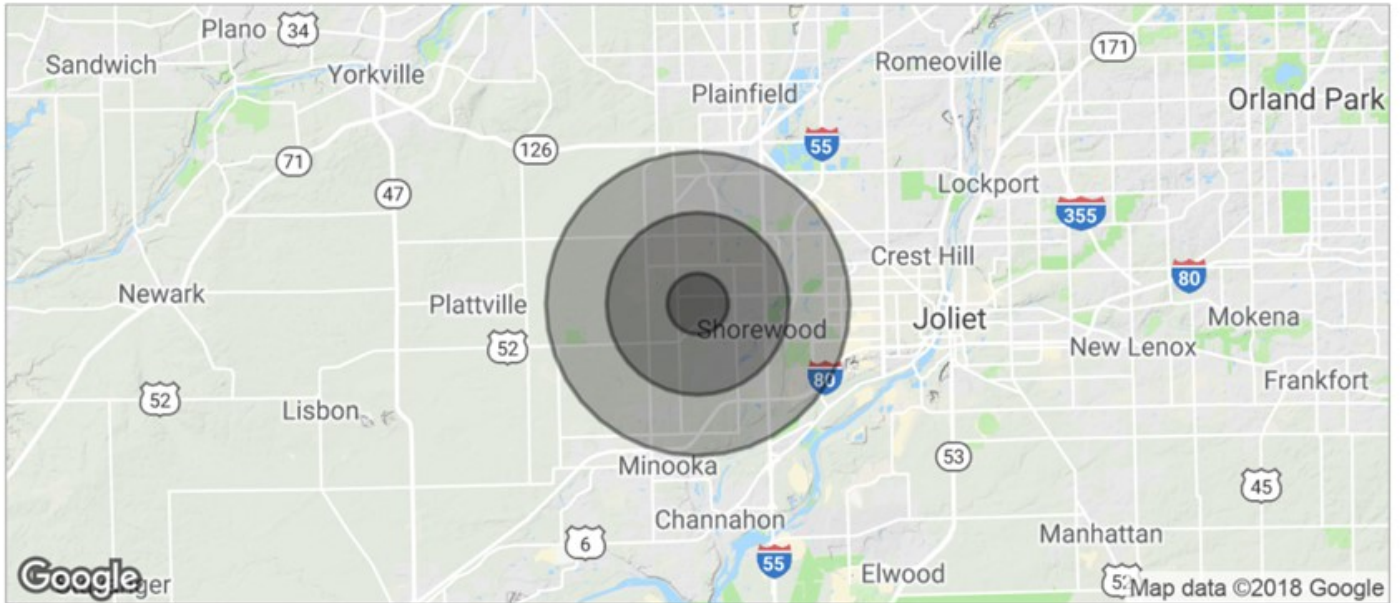 Plano
34
Sandwich
Yorkville
Romeoville
171
Plainfield
Orland Park
55
126
71
47
Lockport
355
Crest Hill
80
Newark
Plattville
Shorewood
Joliet
Mokena
52
New Lenox
80
Frankfort
52
Lisbon
Minooka
53
45
Channahon
6
Manhattan
55
Elwood
Google
52
Map data ©2018 Google